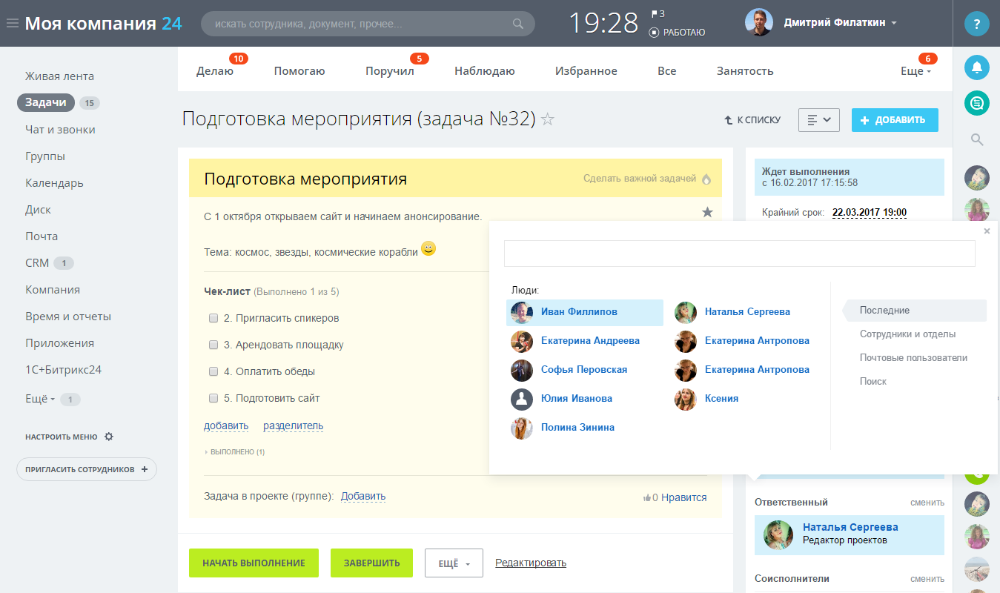 Моя компания 24
искать сотрудника, документ, прочее...
19:28
3
РАБОТАЮ
Дмитрий Филаткин
?
Живая лента
Задачи 15
Чат и звонки
Группы
Календарь
Диск
Почта
CRM 1
Компания
Время и отчеты
Приложения
1С+Битрикс24
Ещё 1
НАСТРОИТЬ МЕНЮ
ПРИГЛАСИТЬ СОТРУДНИКОВ +
Делаю 10
Помогаю
Поручил 5
Наблюдаю
Избранное
Все
Занятость
Еще 6
Подготовка мероприятия (задача №32)
К СПИСКУ
+ ДОБАВИТЬ
Подготовка мероприятия
Сделать важной задачей
С 1 октября открываем сайт и начинаем анонсирование.
Тема: космос, звезды, космические корабли
Чек-лист (Выполнено 1 из 5)
2. Пригласить спикеров
3. Арендовать площадку
4. Оплатить обеды
5. Подготовить сайт
добавить разделитель
ВЫПОЛНЕНО (1)
Задача в проекте (группе): Добавить
0 Нравится
НАЧАТЬ ВЫПОЛНЕНИЕ
ЗАВЕРШИТЬ
ЕЩЁ
Редактировать
Ждет выполнения
с 16.02.2017 17:15:58
Крайний срок: 22.03.2017 19:00
×
Люди:
Иван Филлипов
Наталья Сергеева
Екатерина Андреева
Екатерина Антропова
Софья Перовская
Екатерина Антропова
Юлия Иванова
Ксения
Полина Зинина
Последние
Сотрудники и отделы
Почтовые пользователи
Поиск
Ответственный сменить
Наталья Сергеева
Редактор проектов
Соисполнители сменить